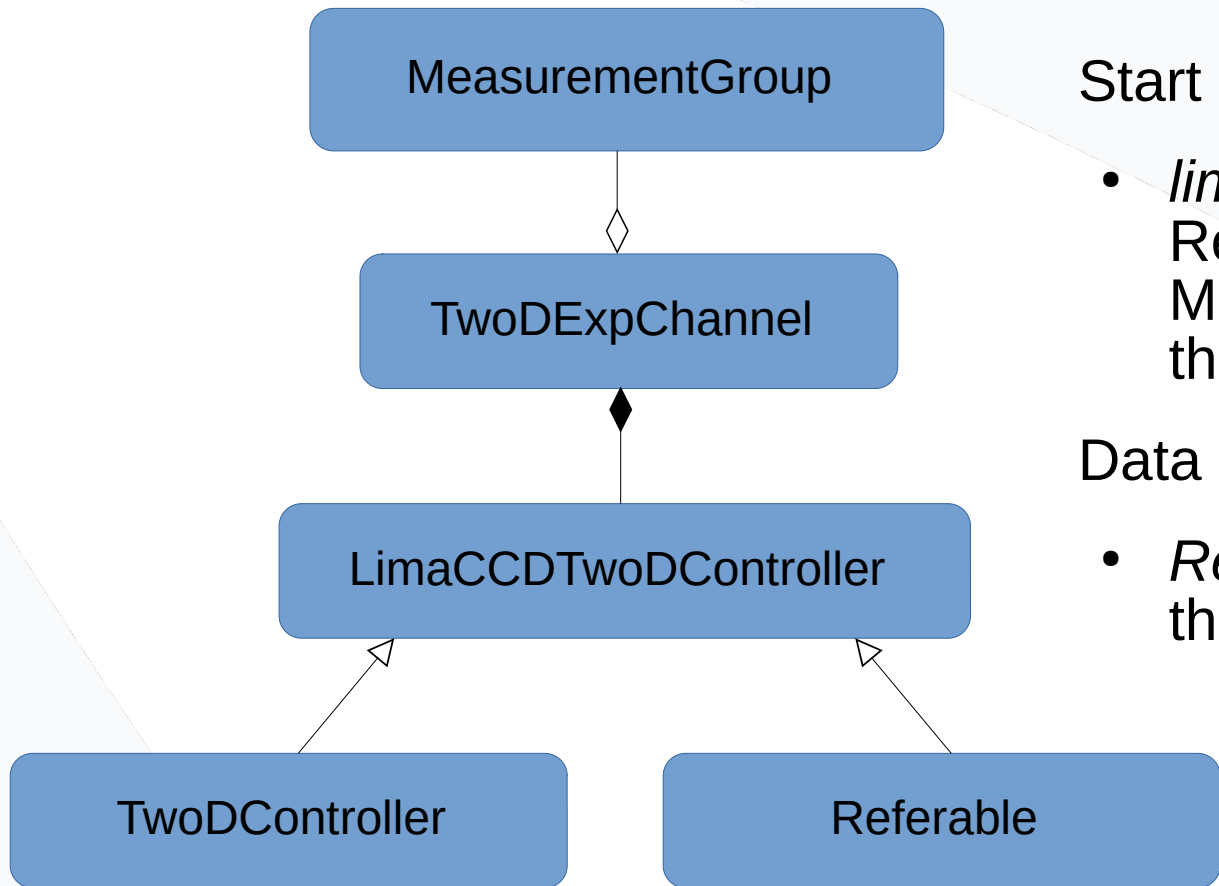 MeasurementGroup
TwoDExpChannel
LimaCCDTwoDController
TwoDController
Referable
Start
•
•
Data